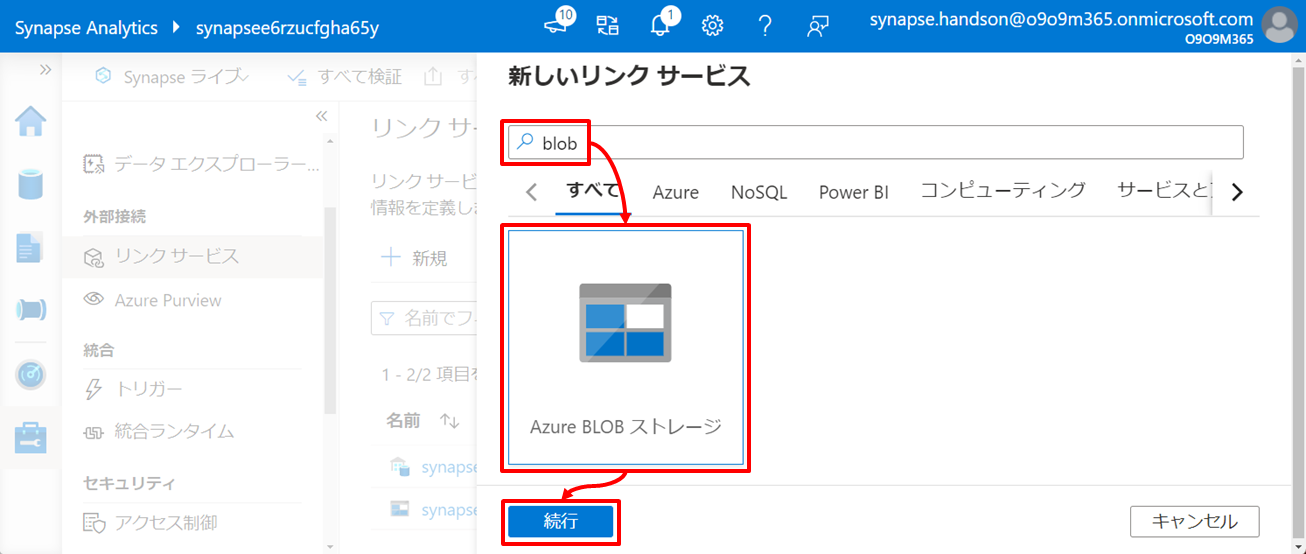 Synapse Analytics synapsee6rzucfgha65y
10
1
synapse.handson@o9o9m365.onmicrosoft.com
O9O9M365
Synapse ライブ
すべて検証
データ エクスプローラー...
外部接続
リンク サービス
Azure Purview
統合
トリガー
統合ランタイム
セキュリティ
アクセス制御
リンク サ
リンク サービ
情報を定義しま
新規
名前でフ
1 - 2/2 項目を
名前
synapse
synapse
新しいリンク サービス
blob
すべて Azure NoSQL Power BI コンピューティング サービスと
Azure BLOB ストレージ
続行
キャンセル